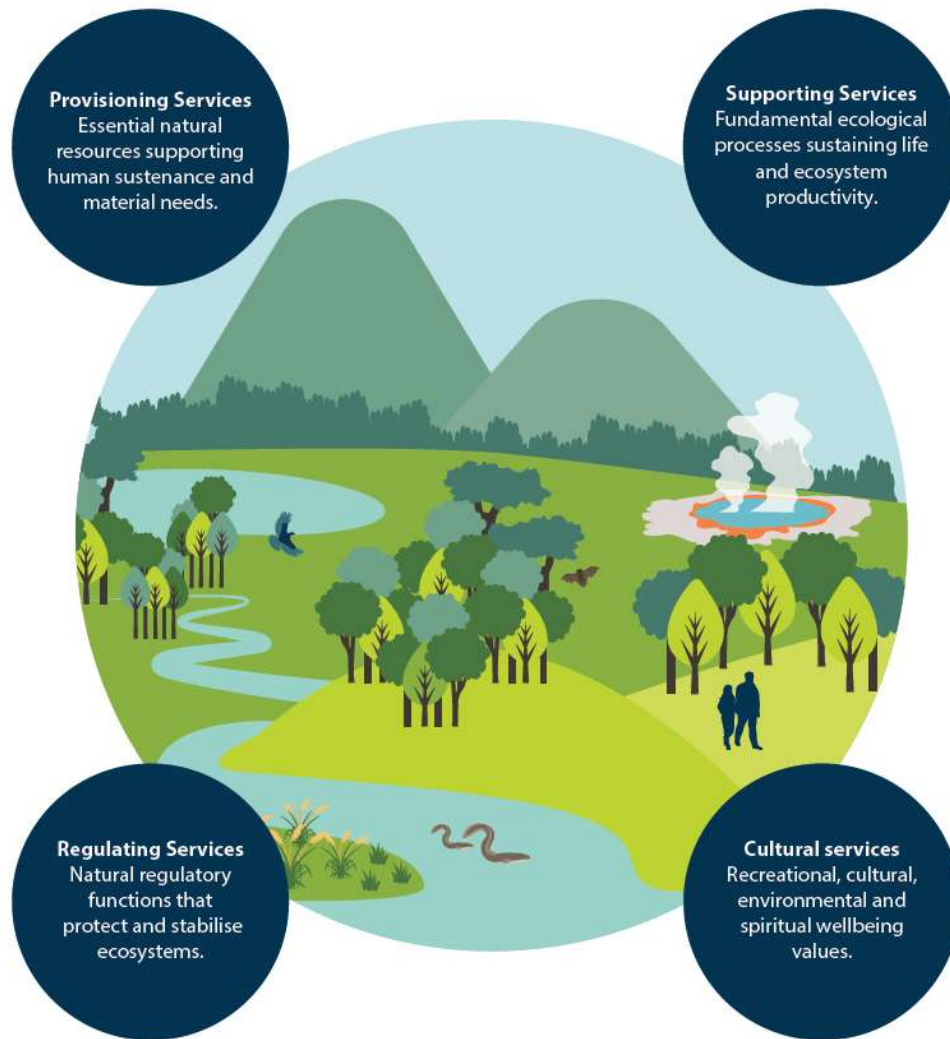 Provisioning Services
Essential natural
resources supporting
human sustenance and
material needs.
Supporting Services
Fundamental ecological
processes sustaining life
and ecosystem
productivity.
Regulating Services
Natural regulatory
functions that
protect and stabilise
ecosystems.
Cultural services
Recreational, cultural,
environmental and
spiritual wellbeing
values.